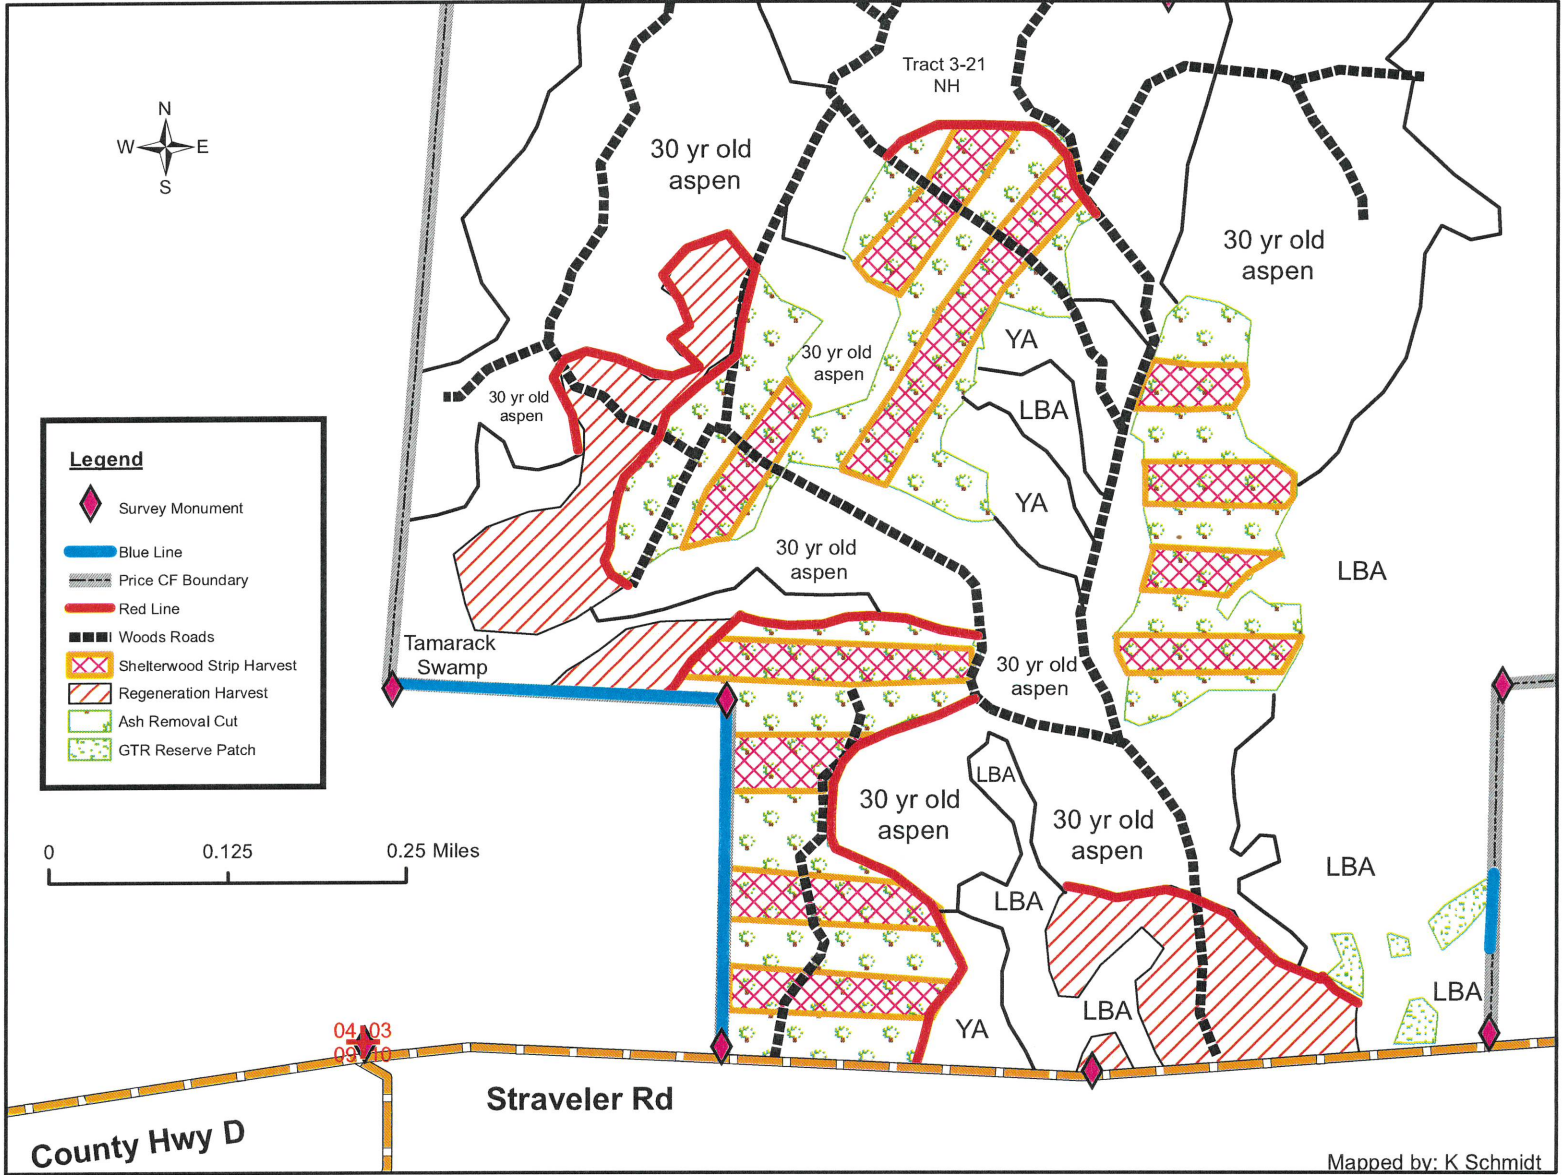 Tract 3-21
NH
N
W E
S
30 yr old
aspen
30 yr old
aspen
YA
30 yr old
aspen
30 yr old
aspen
LBA
Legend
Survey Monument
Blue Line
Price CF Boundary
Red Line
Woods Roads
Shelterwood Strip Harvest
Regeneration Harvest
Ash Removal Cut
GTR Reserve Patch
YA
30 yr old
aspen
LBA
Tamarack
Swamp
30 yr old
aspen
LBA
30 yr old
aspen
30 yr old
aspen
0 0.125 0.25 Miles
LBA
LBA
LBA
LBA
YA
04 03
09 10
Straveler Rd
County Hwy D
Mapped by: K Schmidt